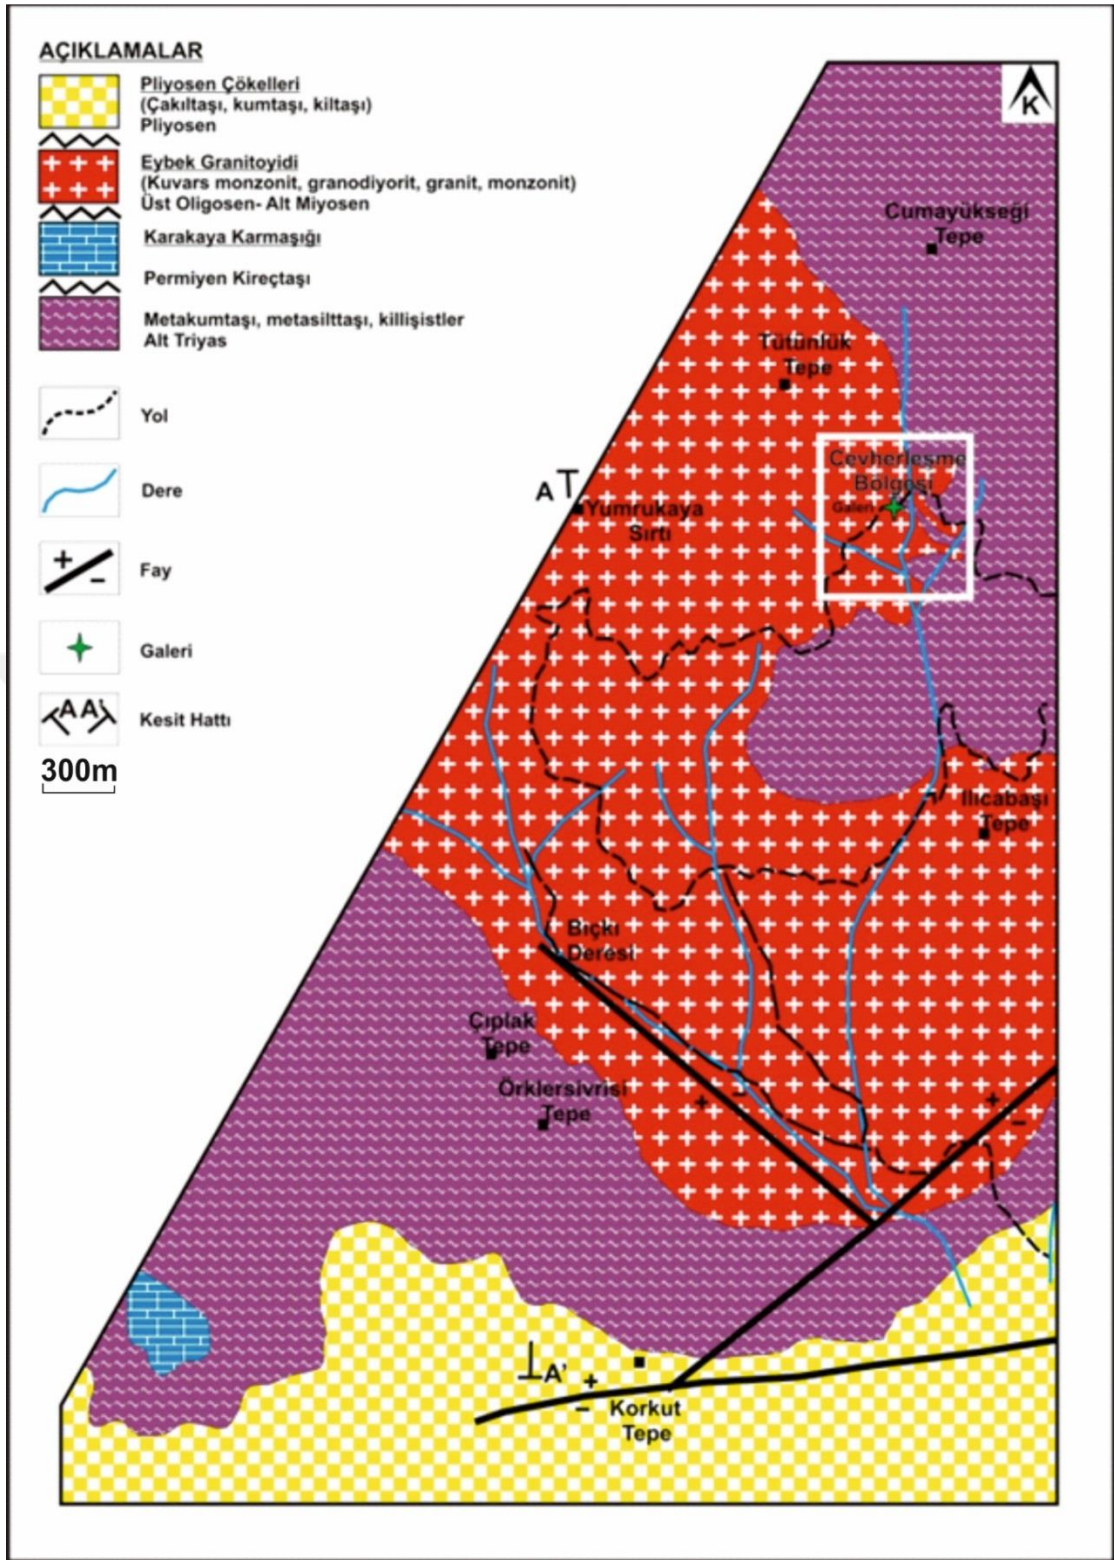 AÇIKLAMALAR
Pliyosen Çökelleri
(Çakıltaşı, kumtaşı, kiltaşı)
Pliyosen
Eybek Granitoyidi
(Kuvars monzonit, granodiyorit, granit, monzonit)
Üst Oligosen- Alt Miyosen
Karakaya Karmaşığı
Permiyen Kireçtaşı
Metakumtaşı, metasilttaşı, killişistler
Alt Triyas
Yol
Dere
+
-
Fay
Galeri
A A'
Kesit Hattı
300m
K
Cumayükseği
Tepe
Tütünlük
Tepe
Cevherleşme
Bölgesi
Galeri
A
Yumrukaya
Sırtı
Ilıcabaşı
Tepe
Bıçkı
Deresi
Çıplak
Tepe
Örklersivrisi
Tepe
+
-
+
-
A'
+
-
Korkut
Tepe